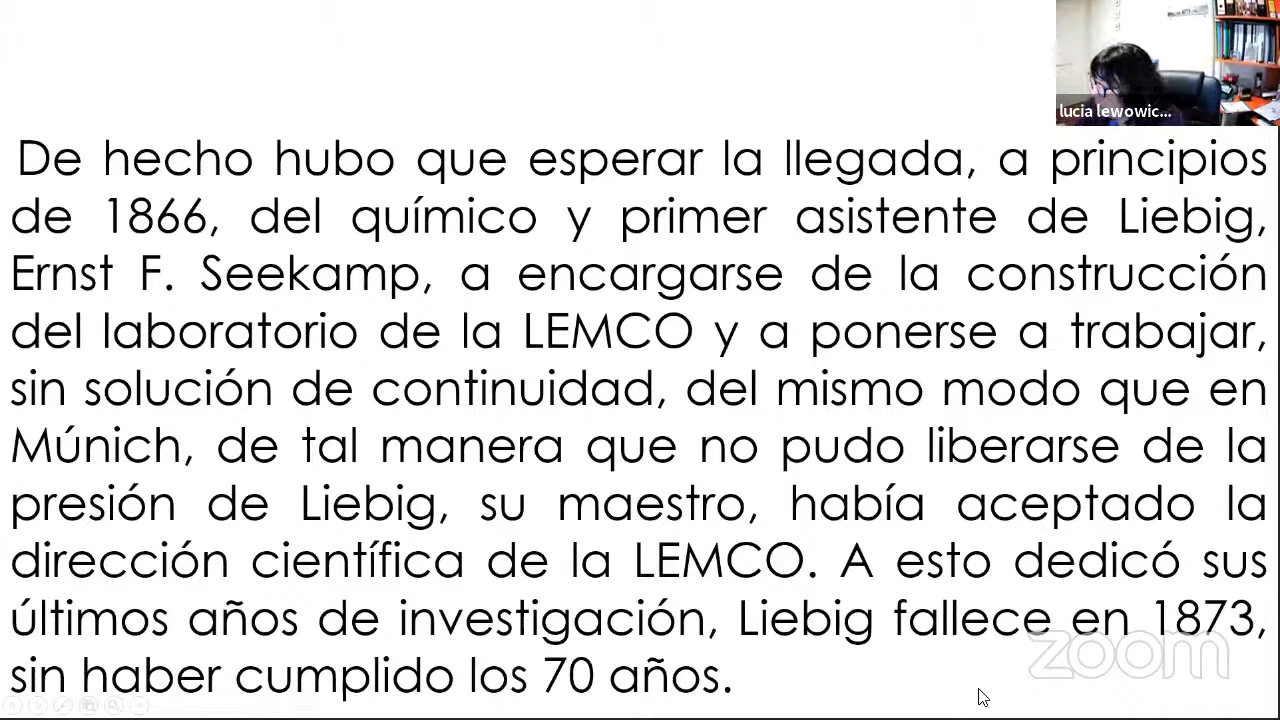 lucia lewowic...
De hecho hubo que esperar la llegada, a principios
de 1866, del químico y primer asistente de Liebig,
Ernst F. Seekamp, a encargarse de la construcción
del laboratorio de la LEMCO y a ponerse a trabajar,
sin solución de continuidad, del mismo modo que en
Múnich, de tal manera que no pudo liberarse de la
presión de Liebig, su maestro, había aceptado la
dirección científica de la LEMCO. A esto dedicó sus
últimos años de investigación, Liebig fallece en 1873,
sin haber cumplido los 70 años.
zoom